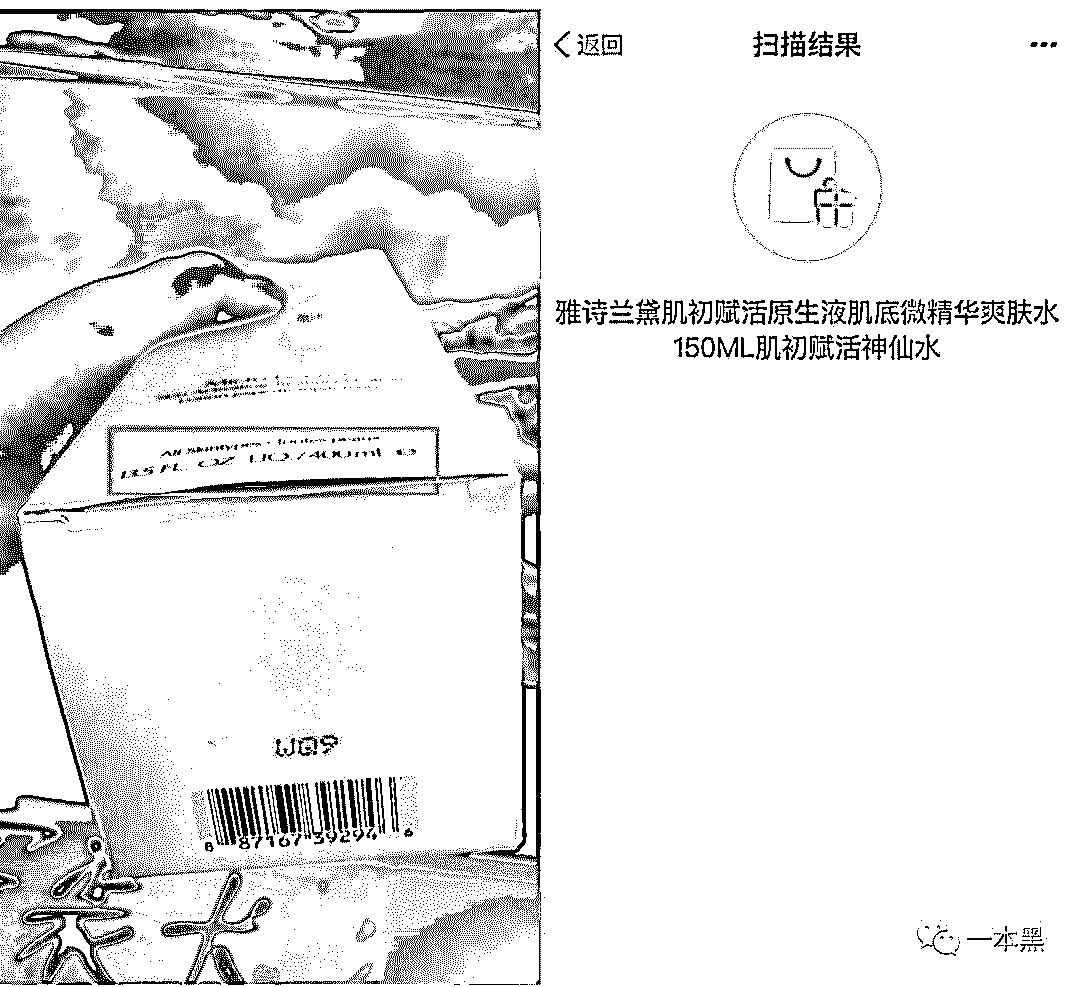 All Skintypes
13.5 FL. OZ. LIQ./400ml ℮
WQ9
8 87167 39294 6
返回
扫描结果
雅诗兰黛肌初赋活原生液肌底微精华爽肤水
150ML肌初赋活神仙水
一本黑